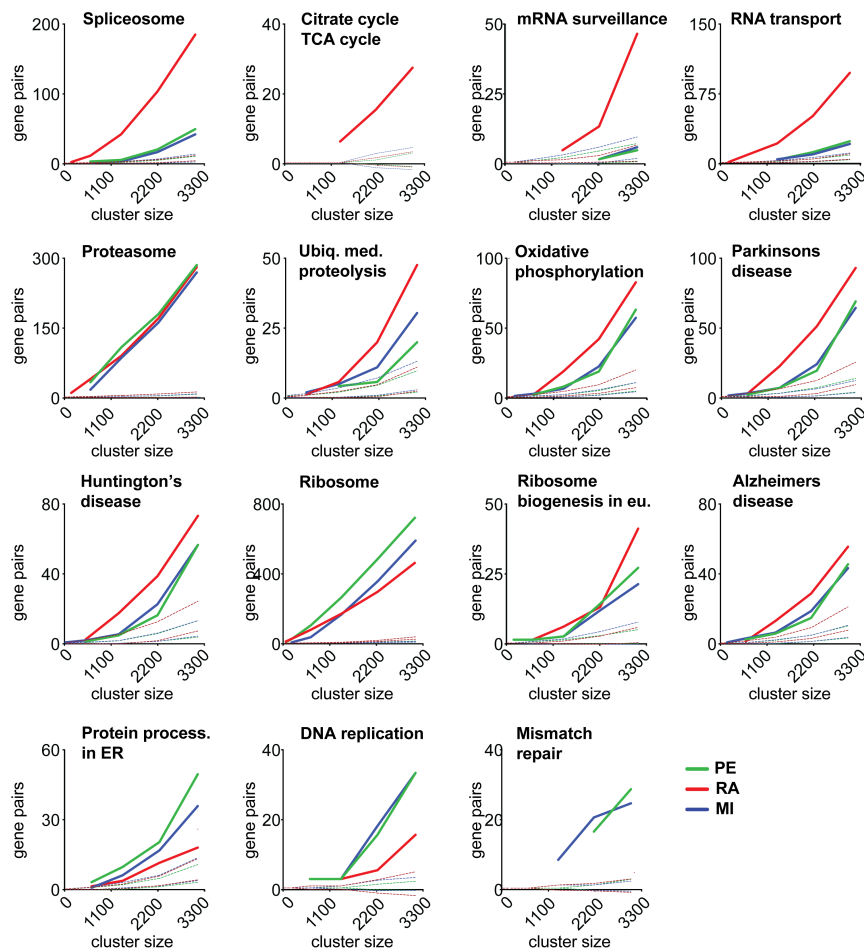 Spliceosome
200
100
0
gene pairs
0
1100
2200
3300
cluster size
Citrate cycle
TCA cycle
40
20
0
gene pairs
0
1100
2200
3300
cluster size
mRNA surveillance
50
25
0
gene pairs
0
1100
2200
3300
cluster size
RNA transport
150
75
0
gene pairs
0
1100
2200
3300
cluster size
Proteasome
300
150
0
gene pairs
0
1100
2200
3300
cluster size
Ubiq. med.
proteolysis
50
25
0
gene pairs
0
1100
2200
3300
cluster size
Oxidative
phosphorylation
100
50
0
gene pairs
0
1100
2200
3300
cluster size
Parkinsons
disease
100
50
0
gene pairs
0
1100
2200
3300
cluster size
Huntington's
disease
80
40
0
gene pairs
0
1100
2200
3300
cluster size
Ribosome
800
400
0
gene pairs
0
1100
2200
3300
cluster size
Ribosome
biogenesis in eu.
50
25
0
gene pairs
0
1100
2200
3300
cluster size
Alzheimers
disease
80
40
0
gene pairs
0
1100
2200
3300
cluster size
Protein process.
in ER
60
30
0
gene pairs
0
1100
2200
3300
cluster size
DNA replication
40
20
0
gene pairs
0
1100
2200
3300
cluster size
Mismatch
repair
40
20
0
gene pairs
0
1100
2200
3300
cluster size
PE
RA
MI